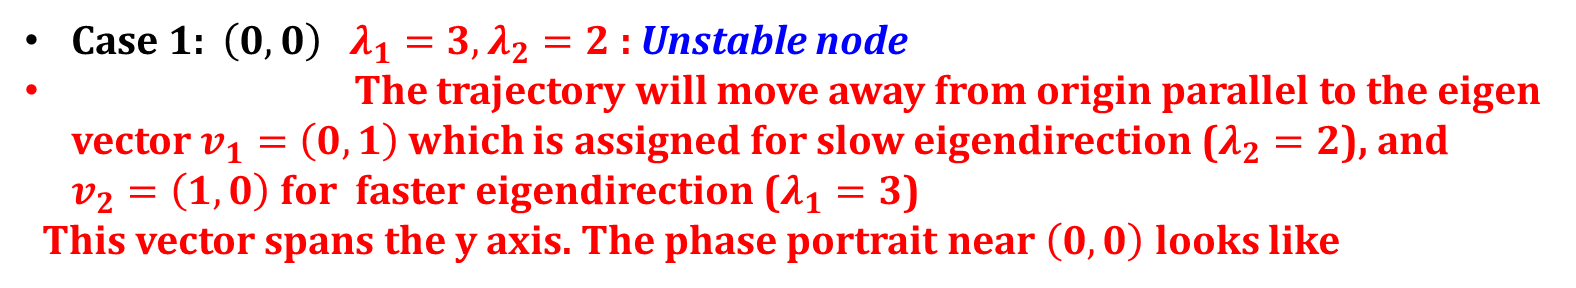 • Case 1: (0, 0) λ₁ = 3, λ₂ = 2 : Unstable node
• The trajectory will move away from origin parallel to the eigen
vector v₁ = (0, 1) which is assigned for slow eigendirection (λ₂ = 2), and
v₂ = (1, 0) for faster eigendirection (λ₁ = 3)
This vector spans the y axis. The phase portrait near (0, 0) looks like